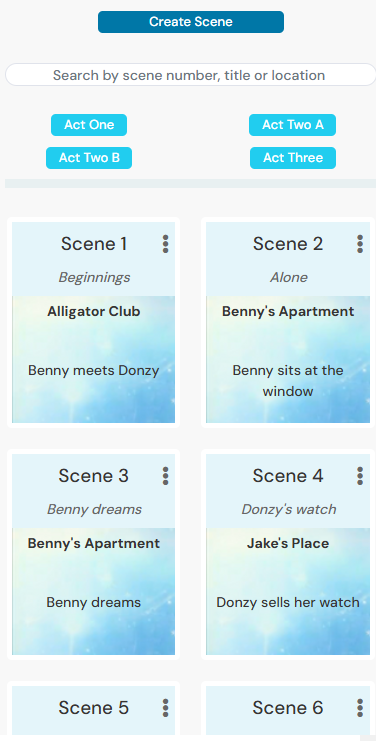 Create Scene
Search by scene number, title or location
Act One
Act Two A
Act Two B
Act Three
Scene 1
Beginnings
Alligator Club
Benny meets Donzy
Scene 2
Alone
Benny's Apartment
Benny sits at the
window
Scene 3
Benny dreams
Benny's Apartment
Benny dreams
Scene 4
Donzy's watch
Jake's Place
Donzy sells her watch
Scene 5
Scene 6